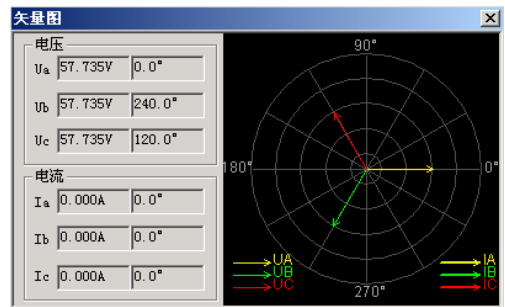 矢量图
电压
Ua 57.735V 0.0°
Ub 57.735V 240.0°
Uc 57.735V 120.0°
电流
Ia 0.000A 0.0°
Ib 0.000A 0.0°
Ic 0.000A 0.0°
90°
180°
0°
270°
UA
UB
UC
IA
IB
IC